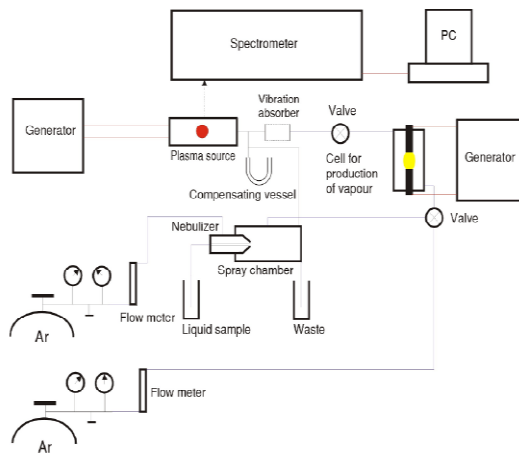 Spectrometer
PC
Generator
Plasma source
Vibration
absorber
Valve
Cell for
production
of vapour
Generator
Compensating vessel
Valve
Nebulizer
Spray chamber
Flow meter
Liquid sample
Waste
Ar
Flow meter
Ar